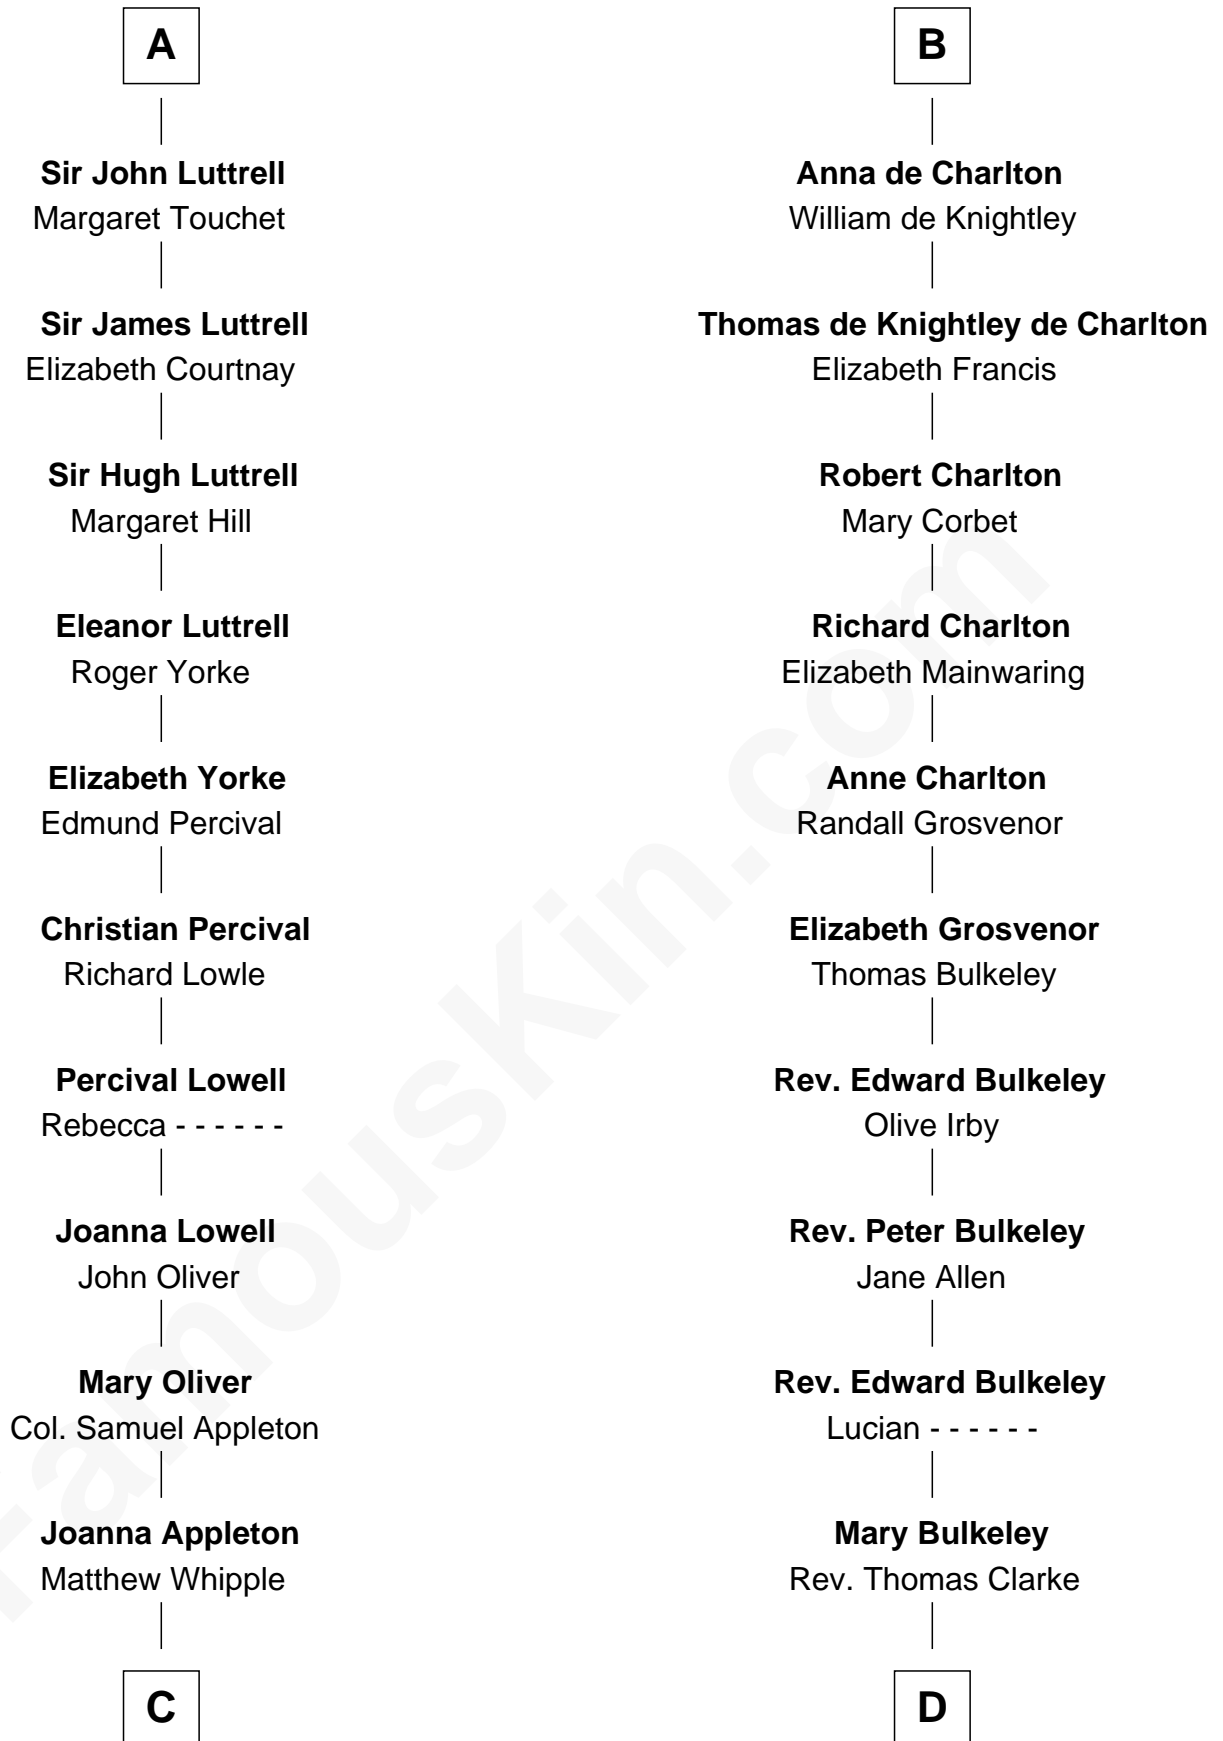 A
Sir John Luttrell
Margaret Touchet
Sir James Luttrell
Elizabeth Courtnay
Sir Hugh Luttrell
Margaret Hill
Eleanor Luttrell
Roger Yorke
Elizabeth Yorke
Edmund Percival
Christian Percival
Richard Lowle
Percival Lowell
Rebecca - - - - - -
Joanna Lowell
John Oliver
Mary Oliver
Col. Samuel Appleton
Joanna Appleton
Matthew Whipple
C
B
Anna de Charlton
William de Knightley
Thomas de Knightley de Charlton
Elizabeth Francis
Robert Charlton
Mary Corbet
Richard Charlton
Elizabeth Mainwaring
Anne Charlton
Randall Grosvenor
Elizabeth Grosvenor
Thomas Bulkeley
Rev. Edward Bulkeley
Olive Irby
Rev. Peter Bulkeley
Jane Allen
Rev. Edward Bulkeley
Lucian - - - - - -
Mary Bulkeley
Rev. Thomas Clarke
D
FamousKin.com